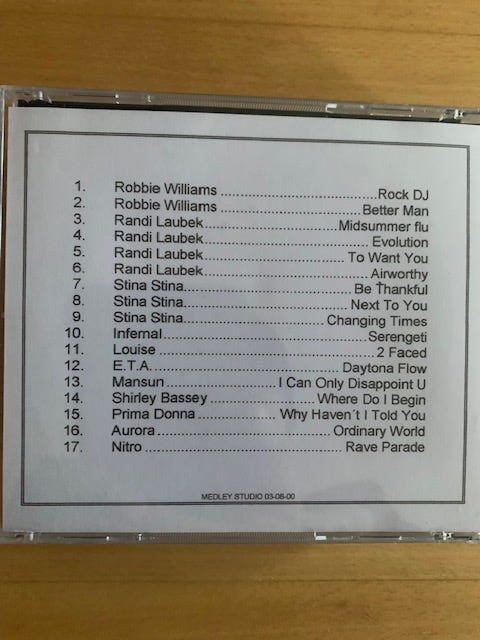 1. Robbie Williams ........ Rock DJ
2. Robbie Williams ........ Better Man
3. Randi Laubek ........ Midsummer flu
4. Randi Laubek ........ Evolution
5. Randi Laubek ........ To Want You
6. Randi Laubek ........ Airworthy
7. Stina Stina ........ Be Thankful
8. Stina Stina ........ Next To You
9. Stina Stina ........ Changing Times
10. Infernal ........ Serengeti
11. Louise ........ 2 Faced
12. E.T.A. ........ Daytona Flow
13. Mansun ........ I Can Only Disappoint U
14. Shirley Bassey ........ Where Do I Begin
15. Prima Donna ........ Why Haven´t I Told You
16. Aurora ........ Ordinary World
17. Nitro ........ Rave Parade
MEDLEY STUDIO 03-08-00